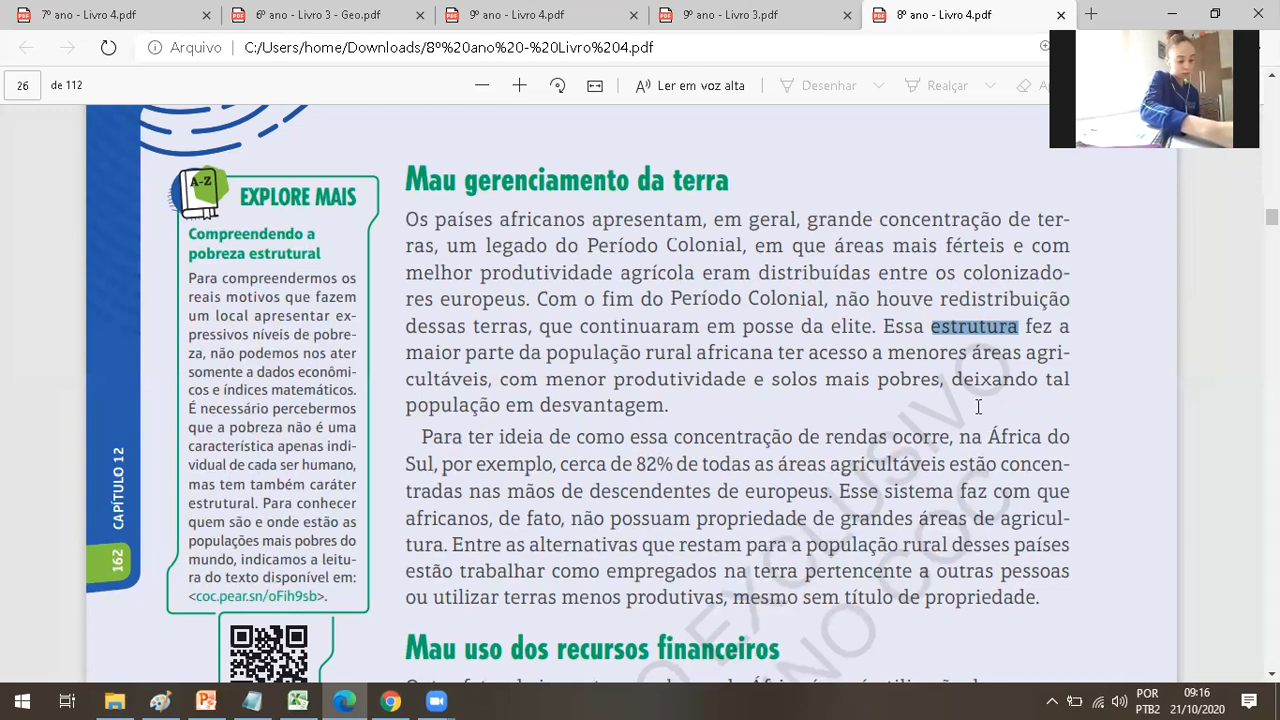 7º ano - Livro 4.pdf
6º ano - Livro 3 - Geo.pdf
9º ano - Livro 4.pdf
9º ano - Livro 3.pdf
8º ano - Livro 4.pdf
Arquivo
C:/Users/home/Downloads/8º%20ano%20-%20Livro%204.pdf
26
de 112
A
Ler em voz alta
Desenhar
Realçar
A-Z
EXPLORE MAIS
Compreendendo a
pobreza estrutural
Para compreendermos os
reais motivos que fazem
um local apresentar ex-
pressivos níveis de pobre-
za, não podemos nos ater
somente a dados econômi-
cos e índices matemáticos.
É necessário percebermos
que a pobreza não é uma
característica apenas indi-
vidual de cada ser humano,
mas tem também caráter
estrutural. Para conhecer
quem são e onde estão as
populações mais pobres do
mundo, indicamos a leitu-
ra do texto disponível em:
<coc.pear.sn/oFih9sb>.
CAPÍTULO 12
162
Mau gerenciamento da terra
Os países africanos apresentam, em geral, grande concentração de ter-
ras, um legado do Período Colonial, em que áreas mais férteis e com
melhor produtividade agrícola eram distribuídas entre os colonizado-
res europeus. Com o fim do Período Colonial, não houve redistribuição
dessas terras, que continuaram em posse da elite. Essa estrutura fez a
maior parte da população rural africana ter acesso a menores áreas agri-
cultáveis, com menor produtividade e solos mais pobres, deixando tal
população em desvantagem.
Para ter ideia de como essa concentração de rendas ocorre, na África do
Sul, por exemplo, cerca de 82% de todas as áreas agricultáveis estão concen-
tradas nas mãos de descendentes de europeus. Esse sistema faz com que
africanos, de fato, não possuam propriedade de grandes áreas de agricul-
tura. Entre as alternativas que restam para a população rural desses países
estão trabalhar como empregados na terra pertencente a outras pessoas
ou utilizar terras menos produtivas, mesmo sem título de propriedade.
Mau uso dos recursos financeiros
EXCLUSIVO
NO COC
POR
PTB2
09:16
21/10/2020